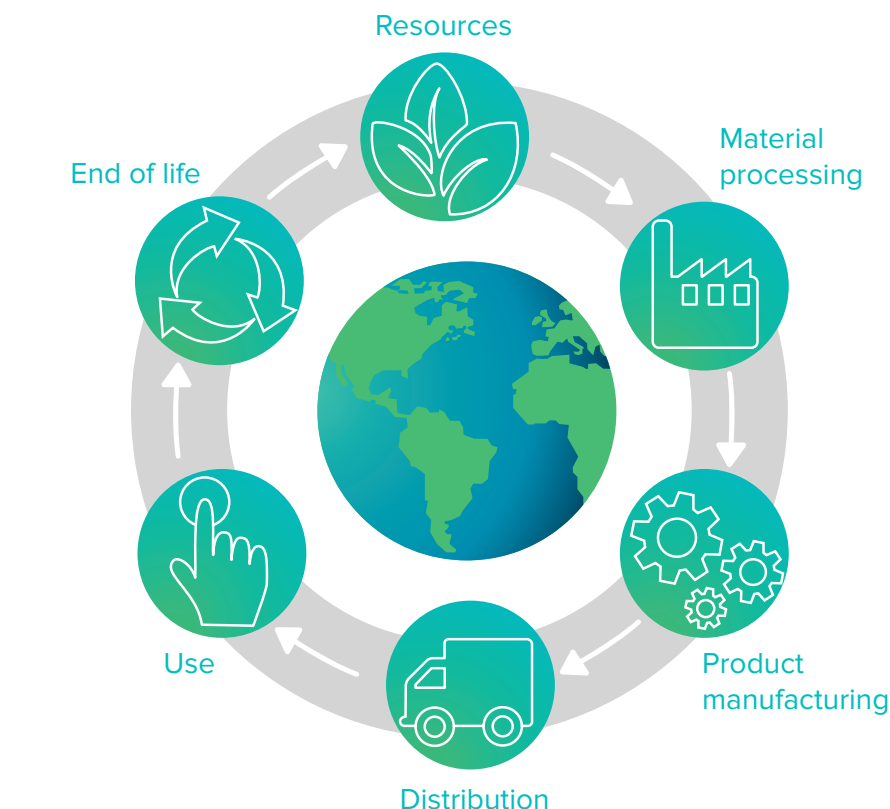 Resources
Material
processing
End of life
Use
Product
manufacturing
Distribution